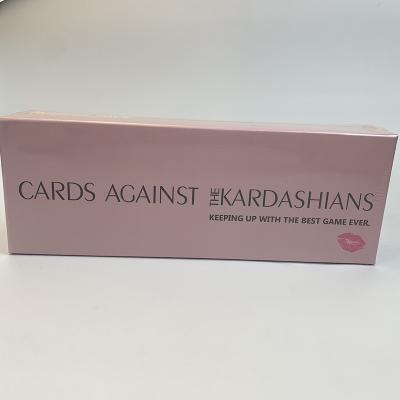 CARDS AGAINST THE KARDASHIANS
KEEPING UP WITH THE BEST GAME EVER.